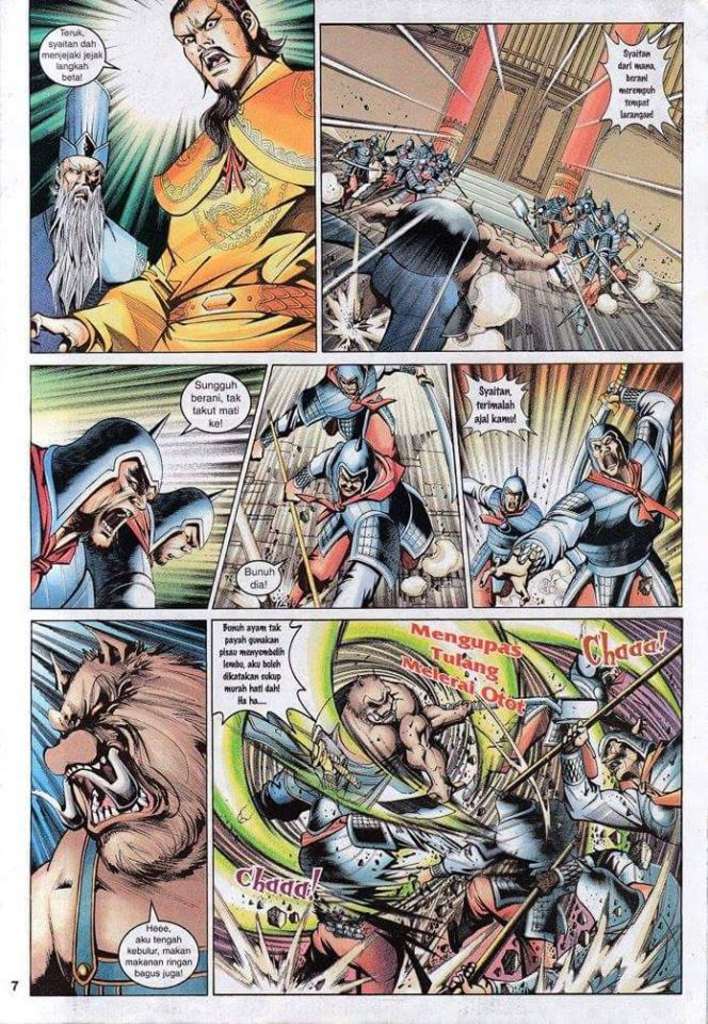 Teruk,
syaitan dah
menjejaki jejak
langkah
beta!
Syaitan
dari mana,
berani
merempuh
tempat
larangan!
Sungguh
berani, tak
takut mati
ke!
Bunuh
dia!
Syaitan,
terimalah
ajal kamu!
Heee,
aku tengah
kebulur, makan
makanan ringan
bagus juga!
Bunuh ayam tak
payah gunakan
pisau menyembelih
lembu, aku boleh
dikatakan cukup
murah hati dah!
Ha ha....
Mengupas
Tulang
Melerai Otot
Chaaa!
Chaaa!
7